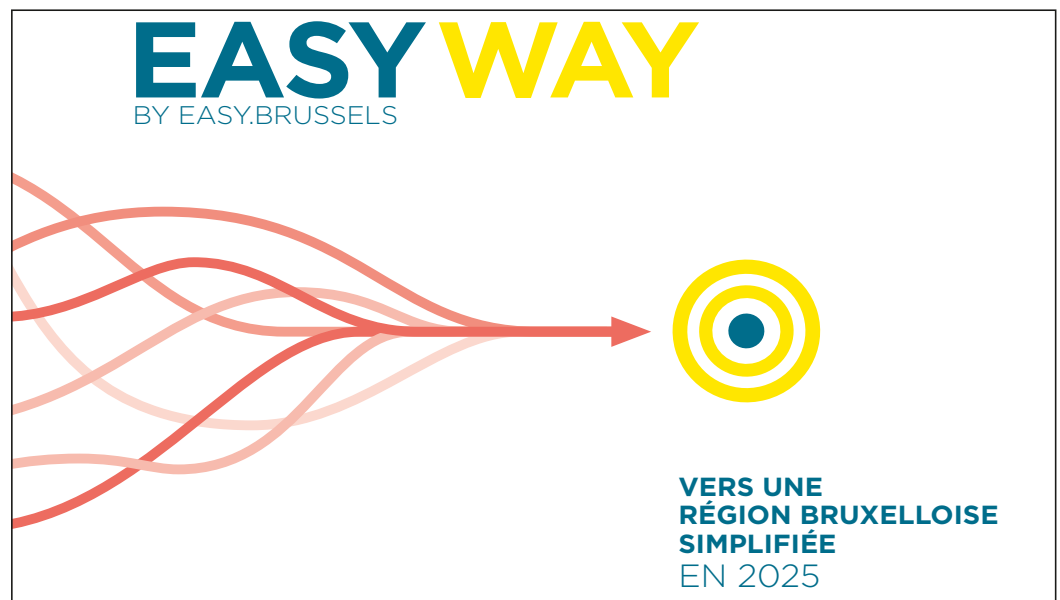 EASY WAY
BY EASY.BRUSSELS
VERS UNE
RÉGION BRUXELLOISE
SIMPLIFIÉE
EN 2025